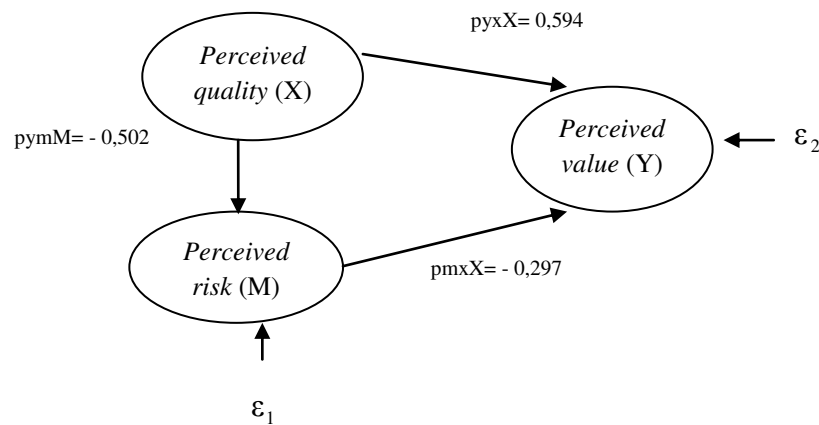 pyxX= 0,594
Perceived
quality (X)
pymM= - 0,502
Perceived
value (Y)
ε2
Perceived
risk (M)
pmxX= - 0,297
ε1